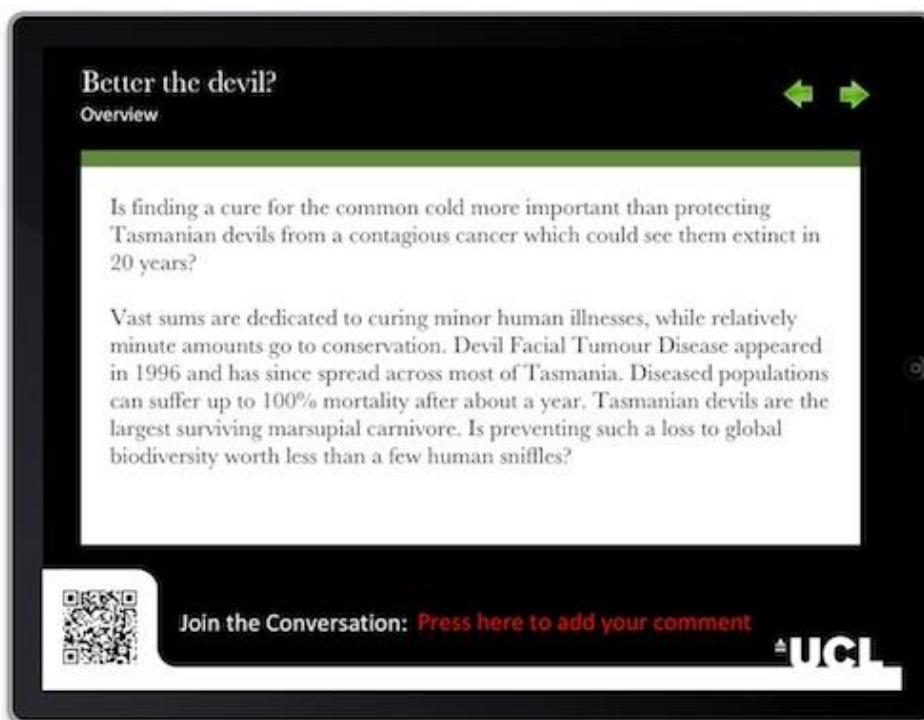 Better the devil?
Overview
Is finding a cure for the common cold more important than protecting
Tasmanian devils from a contagious cancer which could see them extinct in
20 years?
Vast sums are dedicated to curing minor human illnesses, while relatively
minute amounts go to conservation. Devil Facial Tumour Disease appeared
in 1996 and has since spread across most of Tasmania. Diseased populations
can suffer up to 100% mortality after about a year. Tasmanian devils are the
largest surviving marsupial carnivore. Is preventing such a loss to global
biodiversity worth less than a few human sniffles?
Join the Conversation: Press here to add your comment
UCL